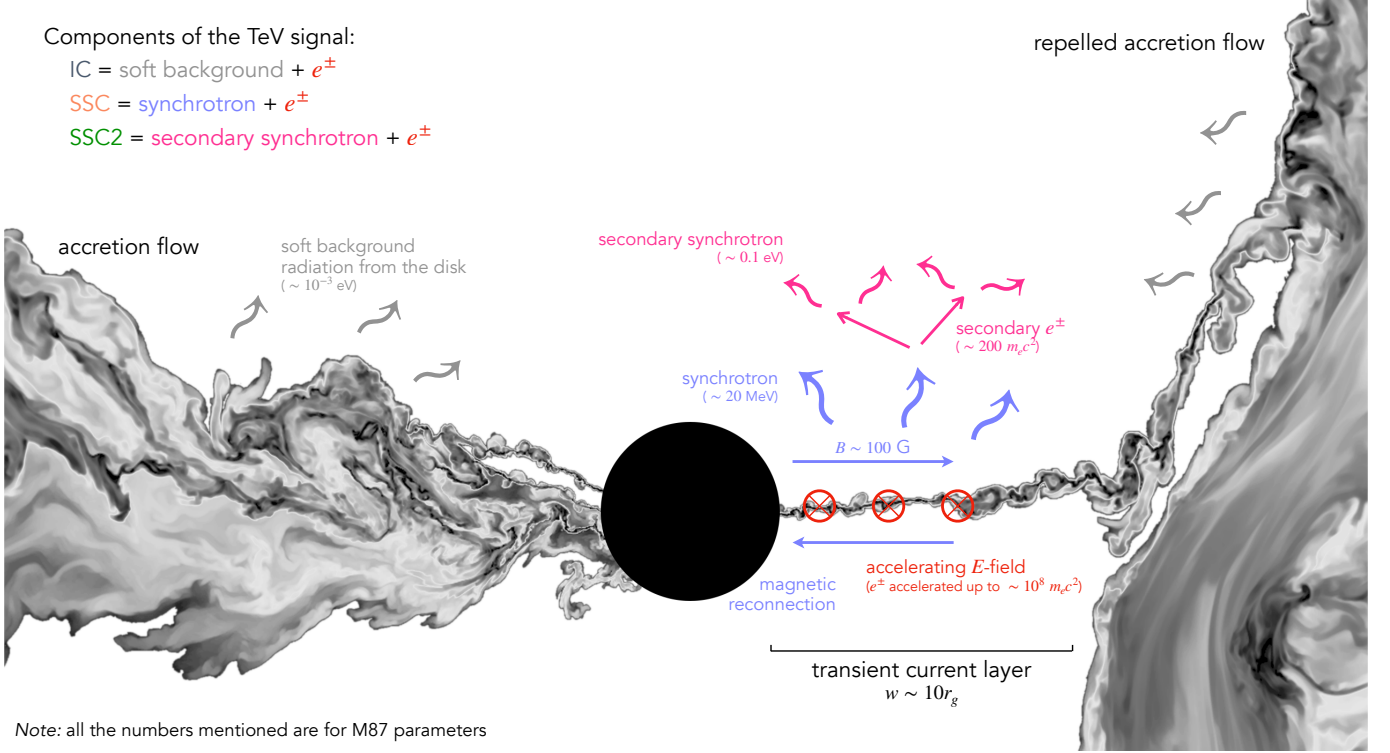 Components of the TeV signal:
IC = soft background + e±
SSC = synchrotron + e±
SSC2 = secondary synchrotron + e±
repelled accretion flow
accretion flow
soft background
radiation from the disk
(∼ 10⁻³ eV)
secondary synchrotron
(∼ 0.1 eV)
secondary e±
(∼ 200 mₑc²)
synchrotron
(∼ 20 MeV)
B ∼ 100 G
accelerating E-field
(e± accelerated up to ∼ 10⁸ mₑc²)
magnetic
reconnection
transient current layer
w ∼ 10r_g
Note: all the numbers mentioned are for M87 parameters